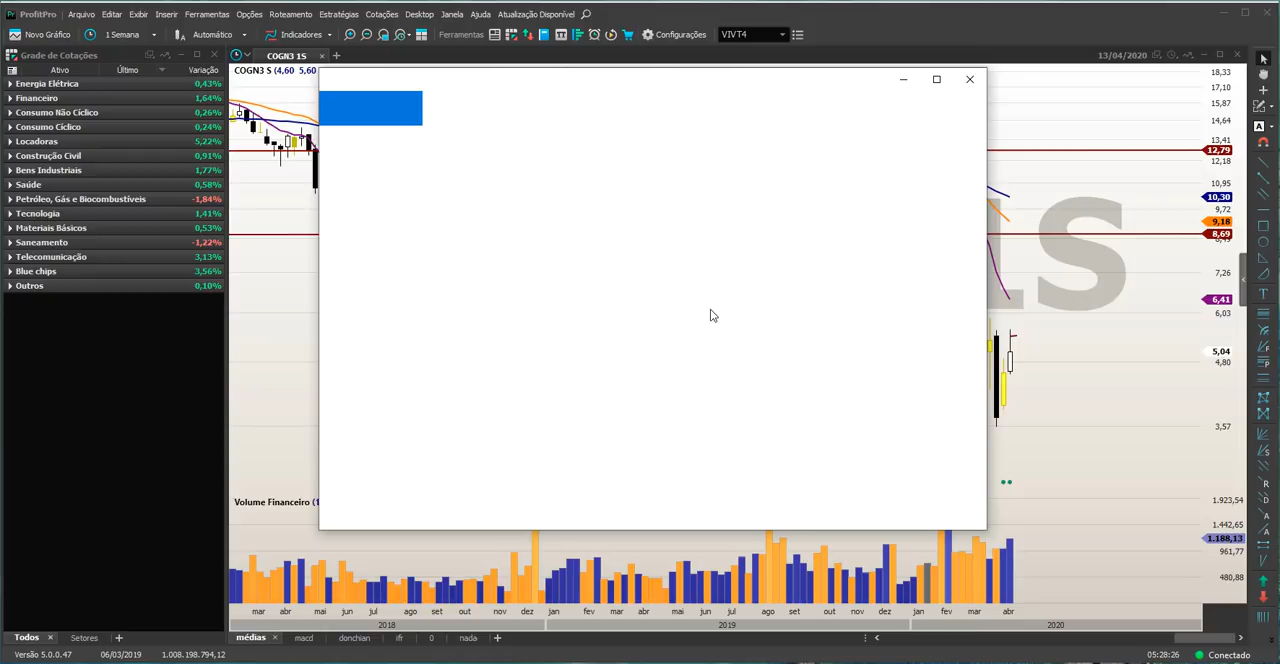 ProfitPro Arquivo Editar Exibir Inserir Ferramentas Opções Roteamento Estratégias Cotações Desktop Janela Ajuda Atualização Disponível
Novo Gráfico 1 Semana Automático Indicadores Ferramentas Configurações VIVT4
Grade de Cotações
COGN3 1S
13/04/2020
Ativo Último Variação
Energia Elétrica 0,43%
Financeiro 1,64%
Consumo Não Cíclico 0,26%
Consumo Cíclico 0,24%
Locadoras 5,22%
Construção Civil 0,91%
Bens Industriais 1,77%
Saúde 0,58%
Petróleo, Gás e Biocombustíveis -1,84%
Tecnologia 1,41%
Materiais Básicos 0,53%
Saneamento -1,22%
Telecomunicação 3,13%
Blue chips 3,56%
Outros 0,10%
COGN3 S (4,60 5,60
18,33
17,10
15,87
14,64
13,41
12,79
12,18
10,95
10,30
9,72
9,18
8,69
8,49
7,26
6,41
6,03
5,04
4,80
3,57
1S
Volume Financeiro (1
1.923,54
1.442,65
1.188,13
961,77
480,88
mar abr mai jun jul ago set out nov dez jan fev mar abr mai jun jul ago set out nov dez jan fev mar abr
2018 2019 2020
Todos Setores
médias macd donchian ifr 0 nada
Versão 5.0.0.47 06/03/2019 1.008.198.794,12 05:28:26 Conectado